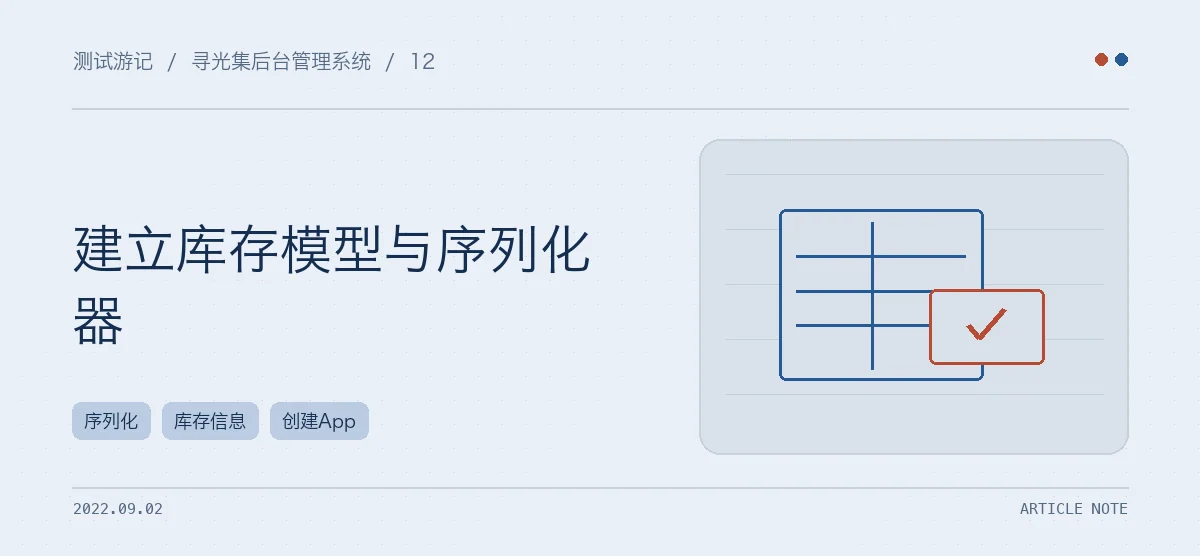 测试游记 / 寻光集后台管理系统 / 12
建立库存模型与序列化
器
序列化 库存信息 创建App
2022.09.02
ARTICLE NOTE